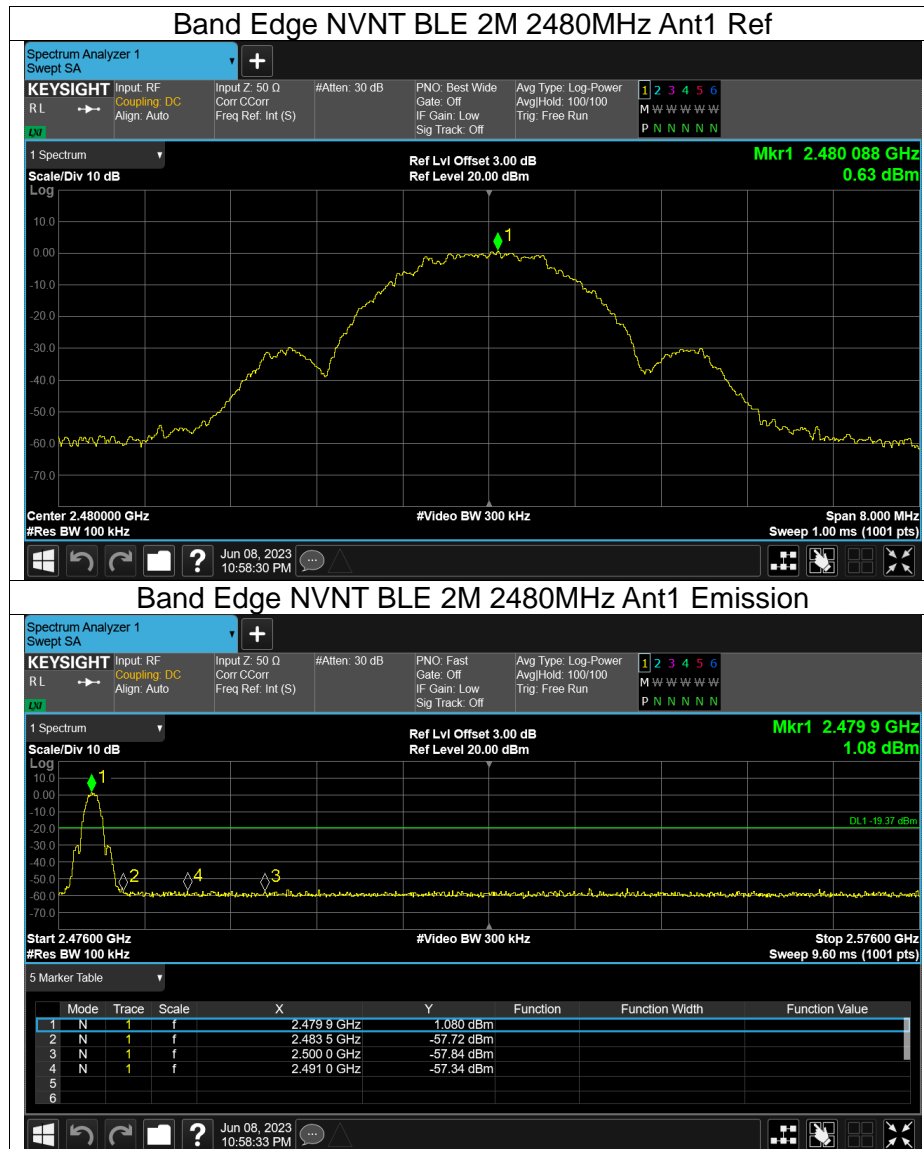 Band Edge NVNT BLE 2M 2480MHz Ant1 Ref
Spectrum Analyzer 1
Swept SA
KEYSIGHT Input: RF Input Z: 50 Ω #Atten: 30 dB PNO: Best Wide Avg Type: Log-Power 1 2 3 4 5 6
RL Coupling: DC Corr CCorr Gate: Off Avg|Hold: 100/100 M W W W W W
Align: Auto Freq Ref: Int (S) IF Gain: Low Trig: Free Run
LXI Sig Track: Off P N N N N N
1 Spectrum Ref Lvl Offset 3.00 dB Mkr1 2.480 088 GHz
Scale/Div 10 dB Ref Level 20.00 dBm 0.63 dBm
Log
10.0
1
0.00
-10.0
-20.0
-30.0
-40.0
-50.0
-60.0
-70.0
Center 2.480000 GHz #Video BW 300 kHz Span 8.000 MHz
#Res BW 100 kHz Sweep 1.00 ms (1001 pts)
? Jun 08, 2023
10:58:30 PM
Band Edge NVNT BLE 2M 2480MHz Ant1 Emission
Spectrum Analyzer 1
Swept SA
KEYSIGHT Input: RF Input Z: 50 Ω #Atten: 30 dB PNO: Fast Avg Type: Log-Power 1 2 3 4 5 6
RL Coupling: DC Corr CCorr Gate: Off Avg|Hold: 100/100 M W W W W W
Align: Auto Freq Ref: Int (S) IF Gain: Low Trig: Free Run
LXI Sig Track: Off P N N N N N
1 Spectrum Ref Lvl Offset 3.00 dB Mkr1 2.479 9 GHz
Scale/Div 10 dB Ref Level 20.00 dBm 1.08 dBm
Log
10.0 1
0.00
-10.0
-20.0 DL1 -19.37 dBm
-30.0
-40.0
-50.0 2 4 3
-60.0
-70.0
Start 2.47600 GHz #Video BW 300 kHz Stop 2.57600 GHz
#Res BW 100 kHz Sweep 9.60 ms (1001 pts)
5 Marker Table
Mode Trace Scale X Y Function Function Width Function Value
1 N 1 f 2.479 9 GHz 1.080 dBm
2 N 1 f 2.483 5 GHz -57.72 dBm
3 N 1 f 2.500 0 GHz -57.84 dBm
4 N 1 f 2.491 0 GHz -57.34 dBm
5
6
? Jun 08, 2023
10:58:33 PM